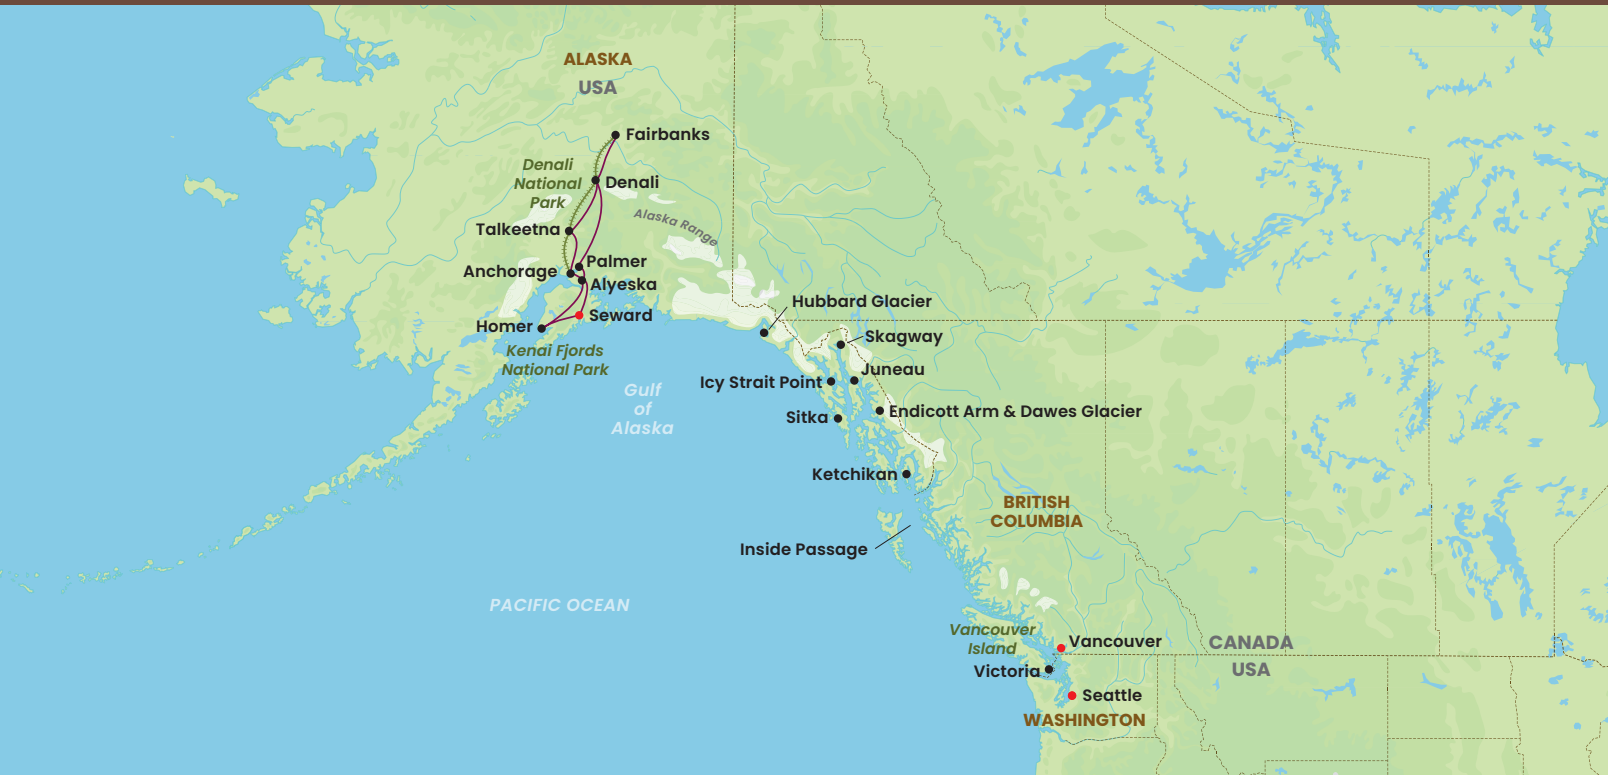 ALASKA
USA
Fairbanks
Denali
National
Park
Denali
Alaska Range
Talkeetna
Palmer
Anchorage
Alyeska
Seward
Homer
Kenai Fjords
National Park
Hubbard Glacier
Skagway
Juneau
Icy Strait Point
Gulf
of
Alaska
Endicott Arm & Dawes Glacier
Sitka
Ketchikan
BRITISH
COLUMBIA
Inside Passage
PACIFIC OCEAN
Vancouver
Island
Vancouver
CANADA
USA
Victoria
Seattle
WASHINGTON